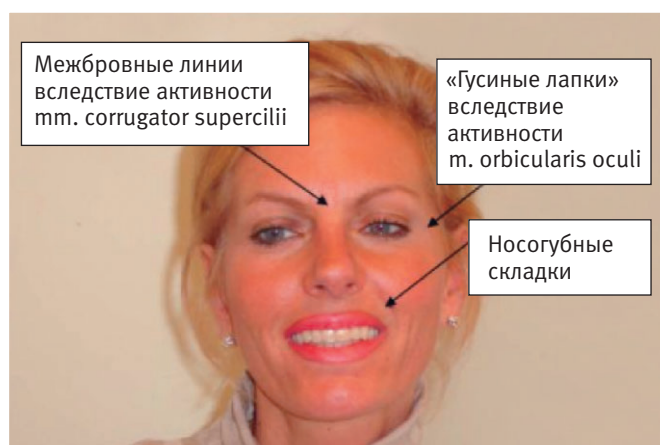 Межбровные линии
вследствие активности
mm. corrugator supercilii
«Гусиные лапки»
вследствие
активности
m. orbicularis oculi
Носогубные
складки